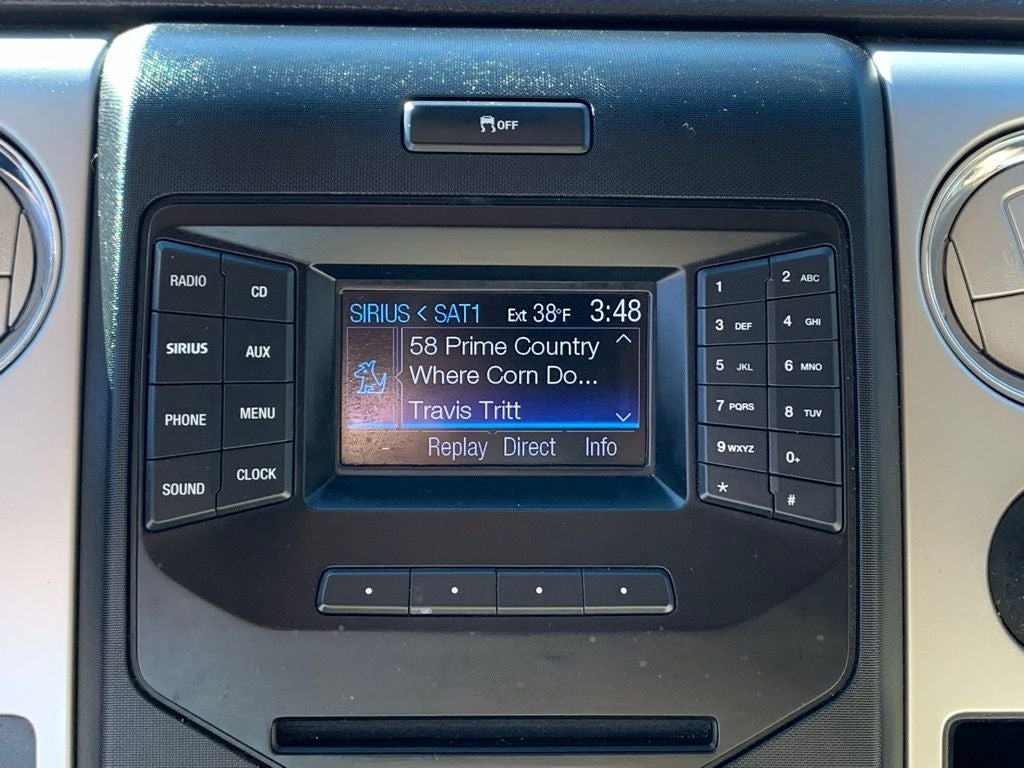 OFF
RADIO
CD
SIRIUS
AUX
PHONE
MENU
SOUND
CLOCK
SIRIUS < SAT1 Ext 38°F 3:48
58 Prime Country
Where Corn Do...
Travis Tritt
- Replay Direct Info
1
2 ABC
3 DEF
4 GHI
5 JKL
6 MNO
7 PQRS
8 TUV
9 WXYZ
0+
*
#